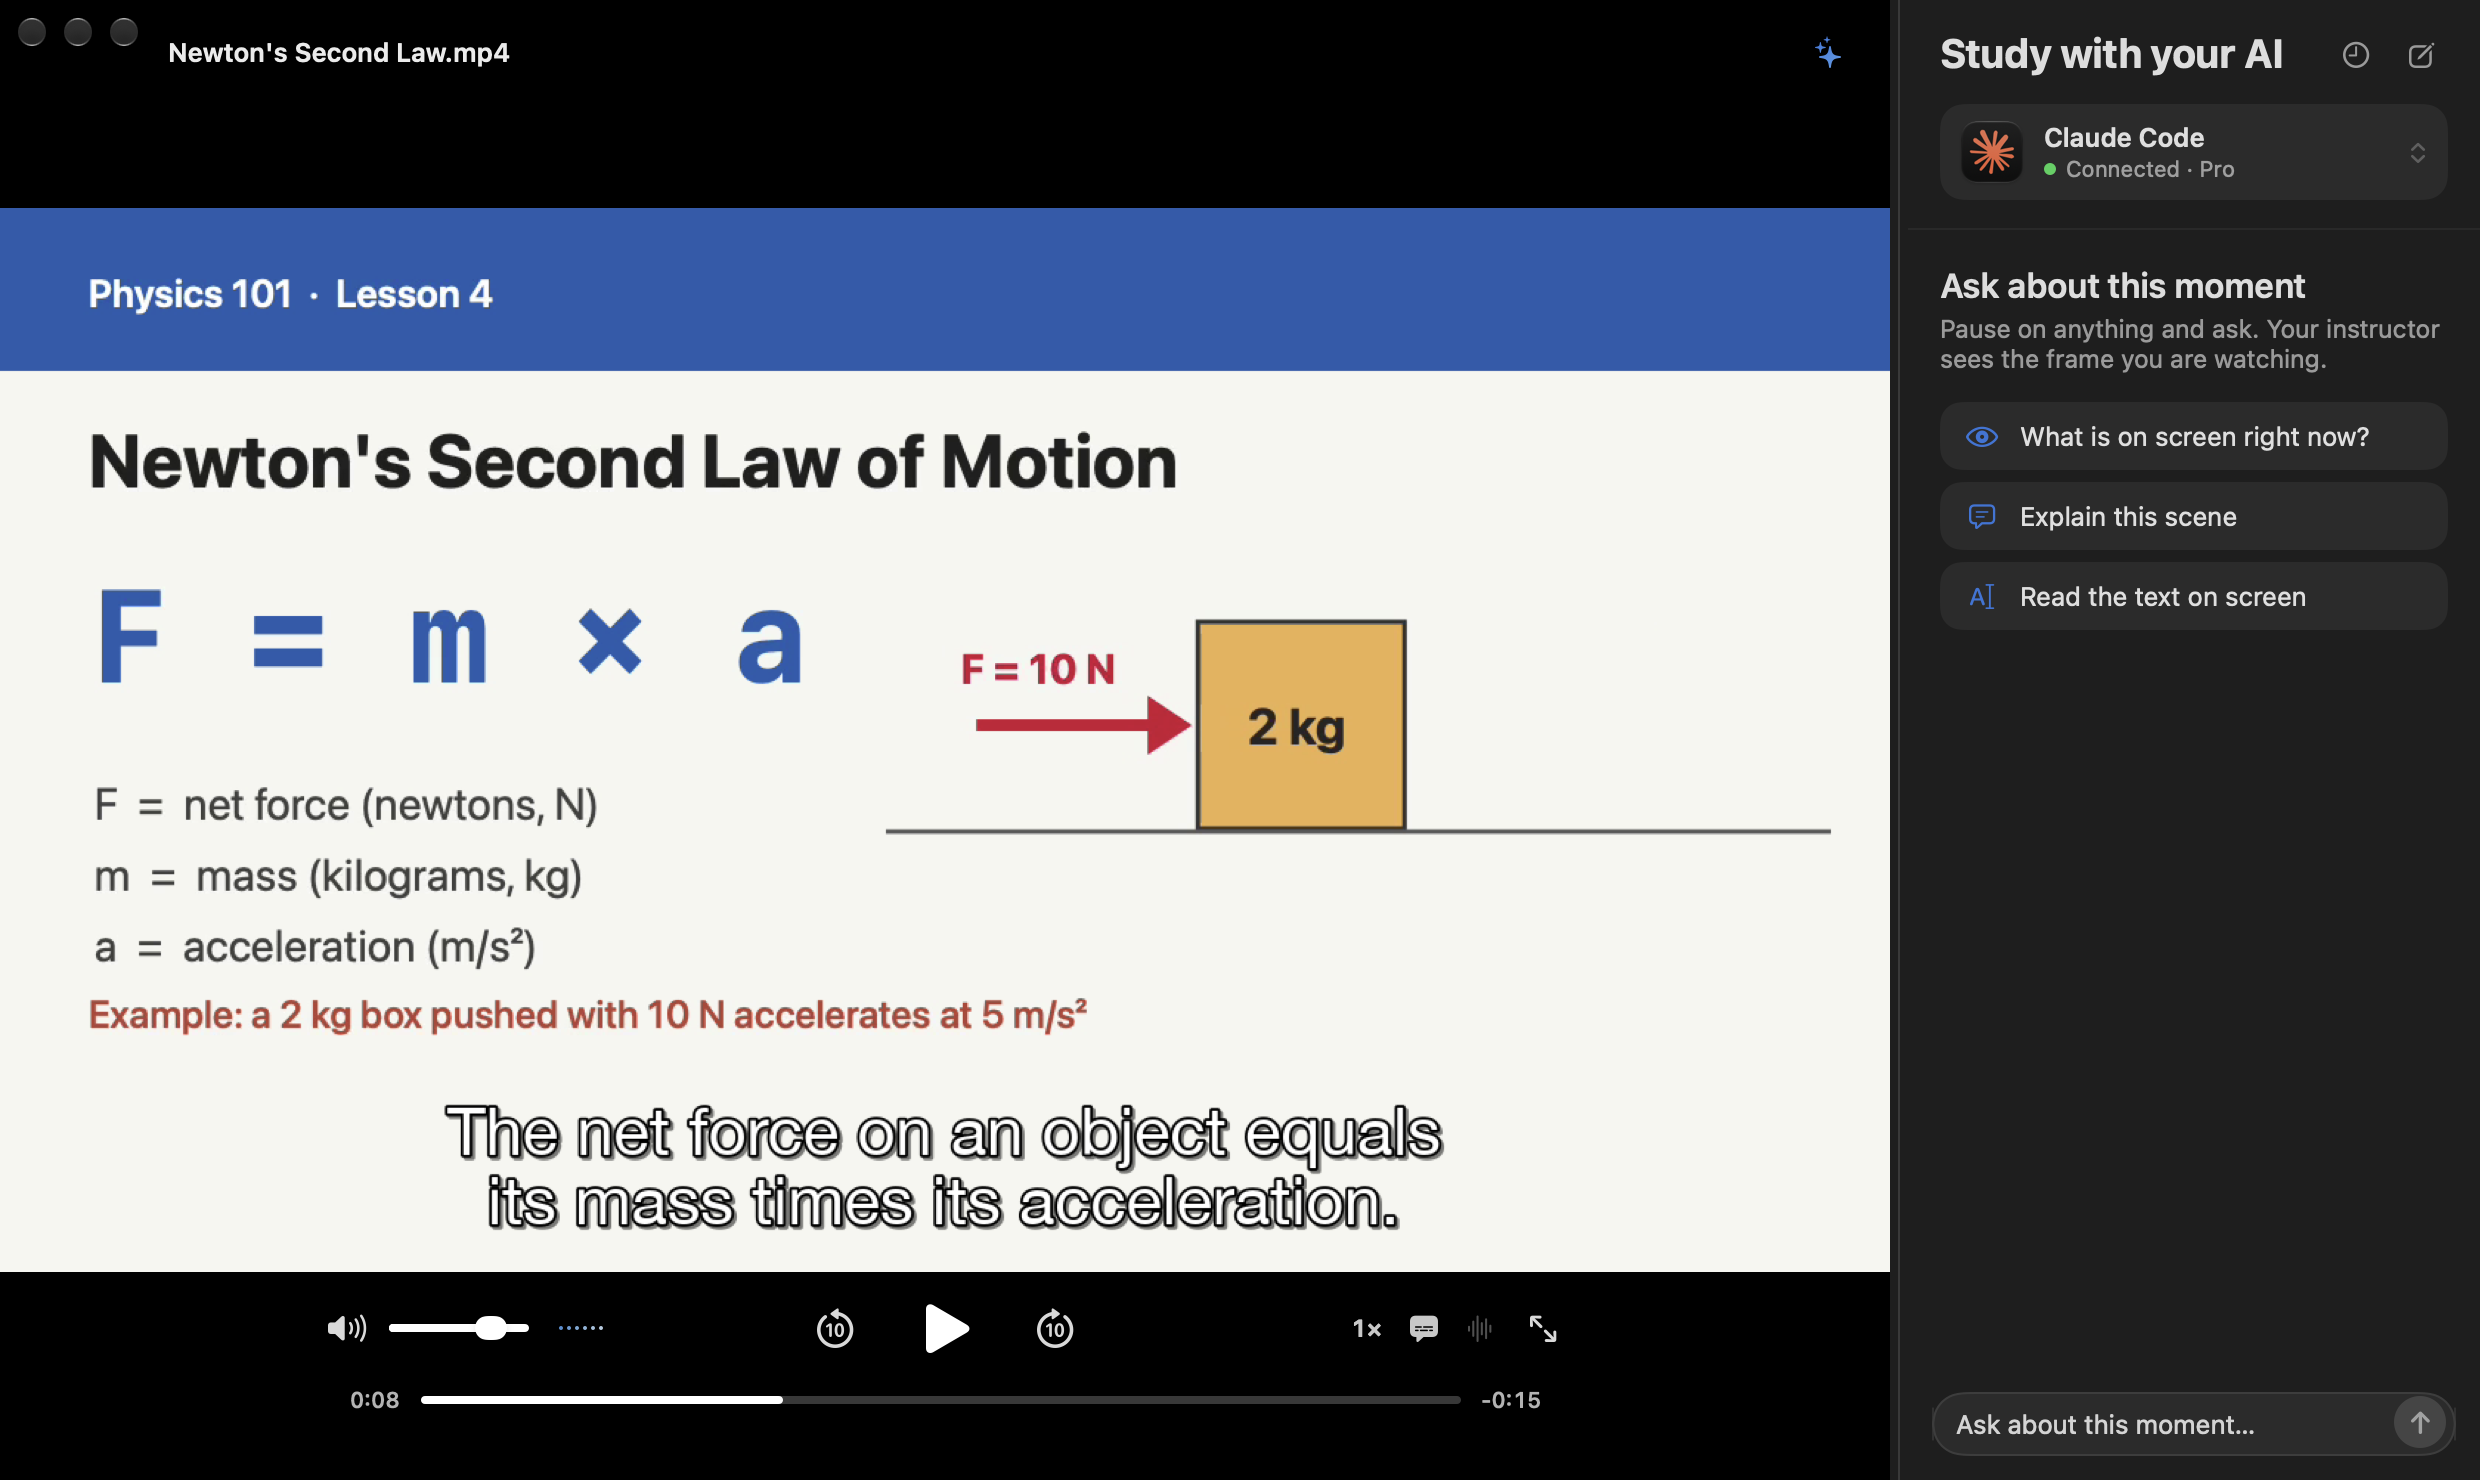 Newton's Second Law.mp4
Physics 101 · Lesson 4
Newton's Second Law of Motion
F = m × a
F = 10 N
2 kg
F = net force (newtons, N)
m = mass (kilograms, kg)
a = acceleration (m/s²)
Example: a 2 kg box pushed with 10 N accelerates at 5 m/s²
The net force on an object equals
its mass times its acceleration.
10
10
1×
0:08
-0:15
Study with your AI
Claude Code
Connected · Pro
Ask about this moment
Pause on anything and ask. Your instructor
sees the frame you are watching.
What is on screen right now?
Explain this scene
Read the text on screen
Ask about this moment...